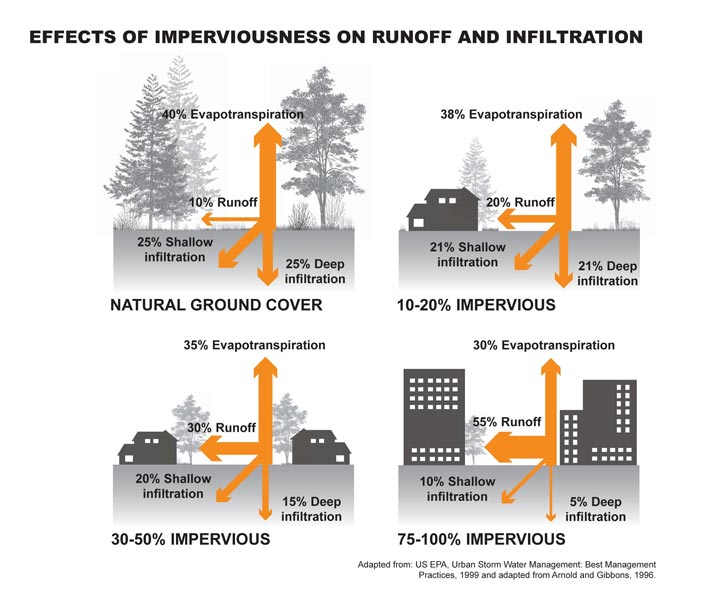 EFFECTS OF IMPERVIOUSNESS ON RUNOFF AND INFILTRATION
40% Evapotranspiration
10% Runoff
25% Shallow
infiltration
25% Deep
infiltration
NATURAL GROUND COVER
38% Evapotranspiration
20% Runoff
21% Shallow
infiltration
21% Deep
infiltration
10-20% IMPERVIOUS
35% Evapotranspiration
30% Runoff
20% Shallow
infiltration
15% Deep
infiltration
30-50% IMPERVIOUS
30% Evapotranspiration
55% Runoff
10% Shallow
infiltration
5% Deep
infiltration
75-100% IMPERVIOUS
Adapted from: US EPA, Urban Storm Water Management: Best Management
Practices, 1999 and adapted from Arnold and Gibbons, 1996.